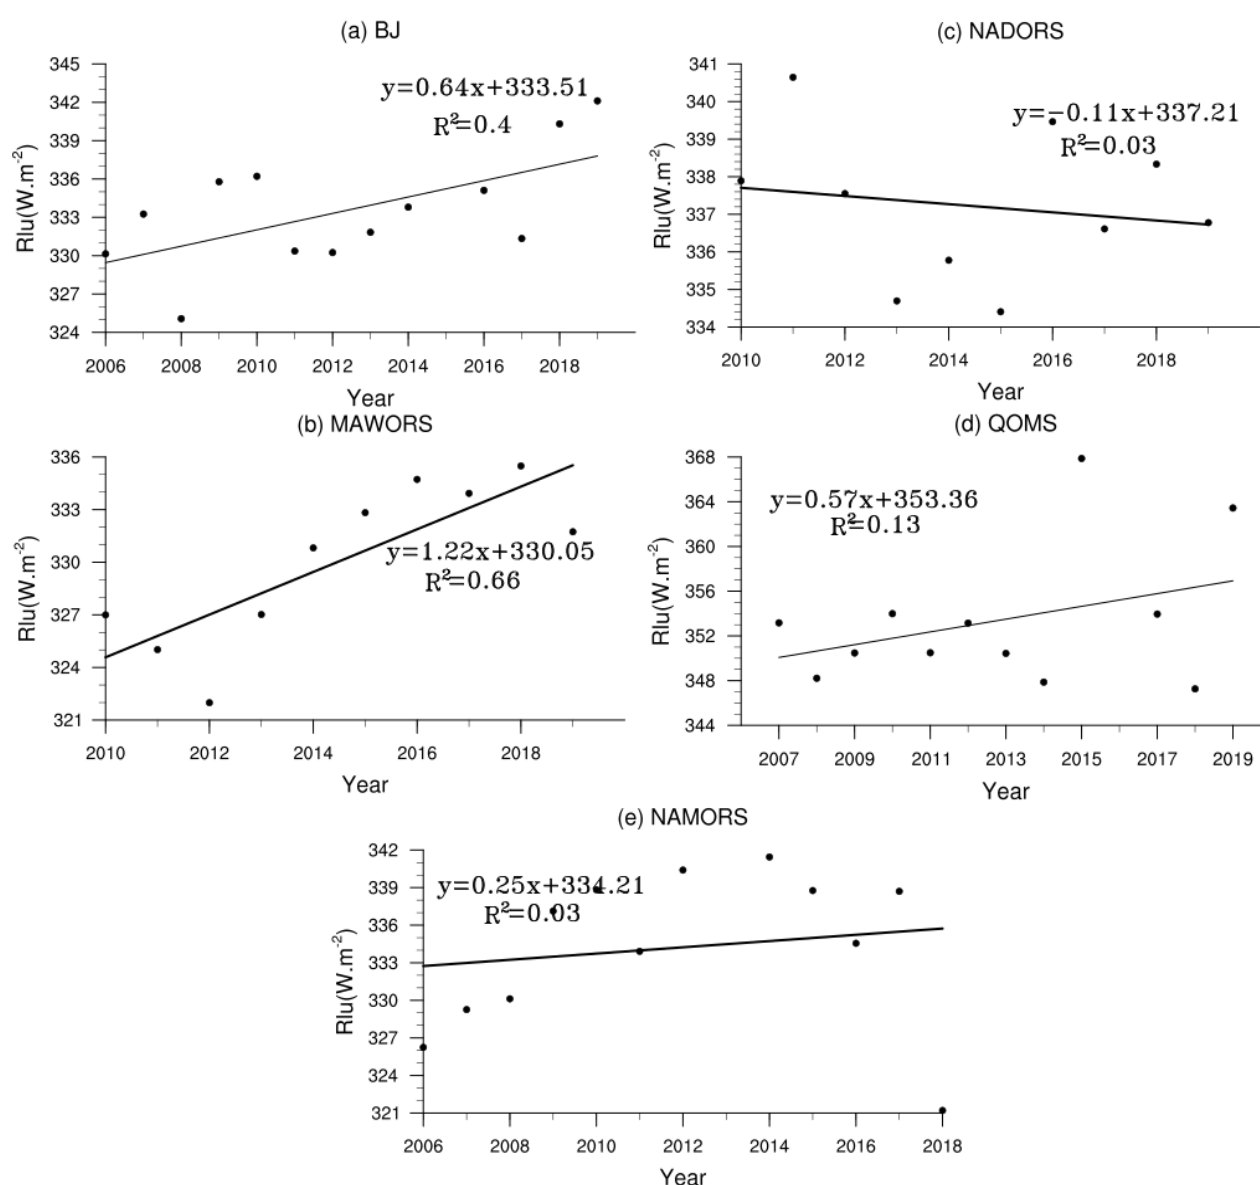 (a) BJ
345
342
339
336
333
330
327
324
y=0.64x+333.51
R²=0.4
Rlu(W.m⁻²)
2006 2008 2010 2012 2014 2016 2018
Year
(c) NADORS
341
340
339
338
337
336
335
334
y=−0.11x+337.21
R²=0.03
Rlu(W.m⁻²)
2010 2012 2014 2016 2018
Year
(b) MAWORS
336
333
330
327
324
321
y=1.22x+330.05
R²=0.66
Rlu(W.m⁻²)
2010 2012 2014 2016 2018
Year
(d) QOMS
368
364
360
356
352
348
344
y=0.57x+353.36
R²=0.13
Rlu(W.m⁻²)
2007 2009 2011 2013 2015 2017 2019
Year
(e) NAMORS
342
339
336
333
330
327
324
321
y=0.25x+334.21
R²=0.03
Rlu(W.m⁻²)
2006 2008 2010 2012 2014 2016 2018
Year